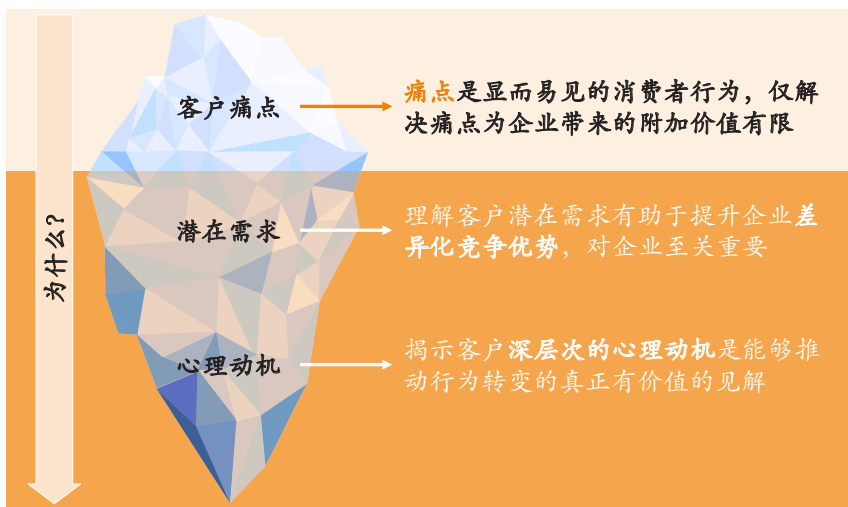 为什么?
客户痛点
痛点是显而易见的消费者行为，仅解
决痛点为企业带来的附加价值有限
潜在需求
理解客户潜在需求有助于提升企业差
异化竞争优势，对企业至关重要
心理动机
揭示客户深层次的心理动机是能够推
动行为转变的真正有价值的见解